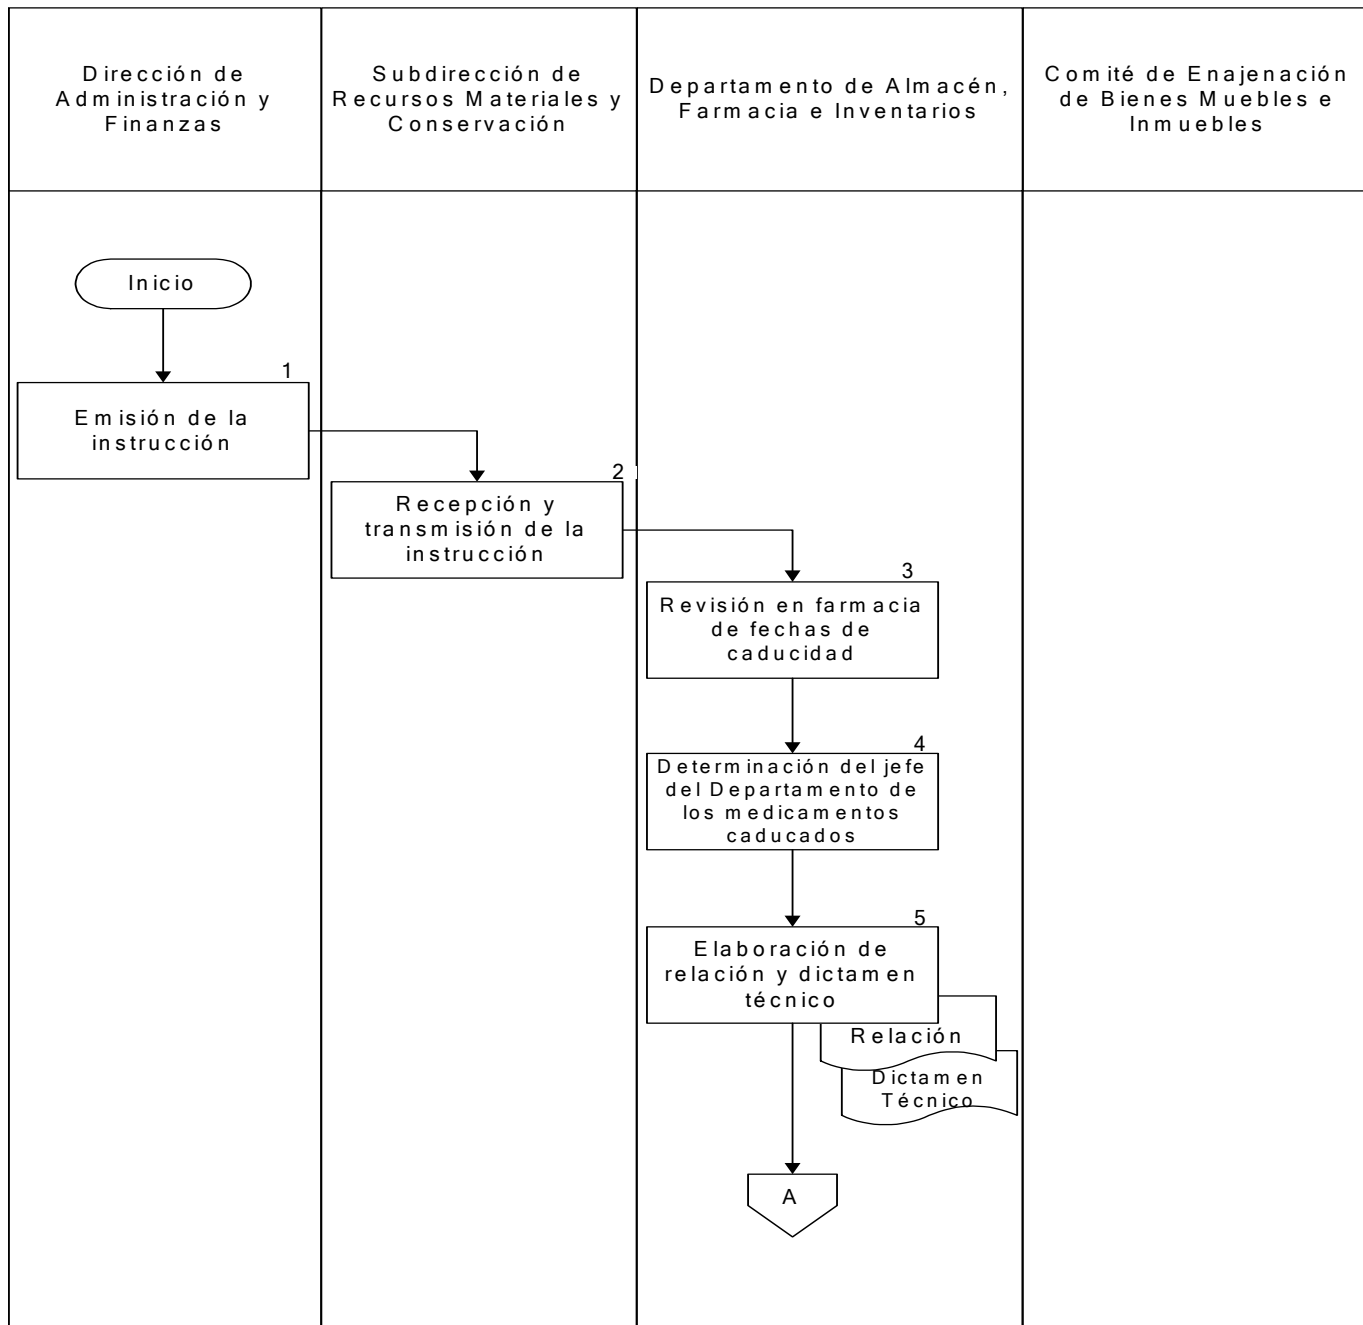 Dirección de
Administración y
Finanzas
Subdirección de
Recursos Materiales y
Conservación
Departamento de Almacén,
Farmacia e Inventarios
Comité de Enajenación
de Bienes Muebles e
Inmuebles
Inicio
1
Emisión de la
instrucción
2
Recepción y
transmisión de la
instrucción
3
Revisión en farmacia
de fechas de
caducidad
4
Determinación del jefe
del Departamento de
los medicamentos
caducados
5
Elaboración de
relación y dictamen
técnico
Relación
Dictamen
Técnico
A